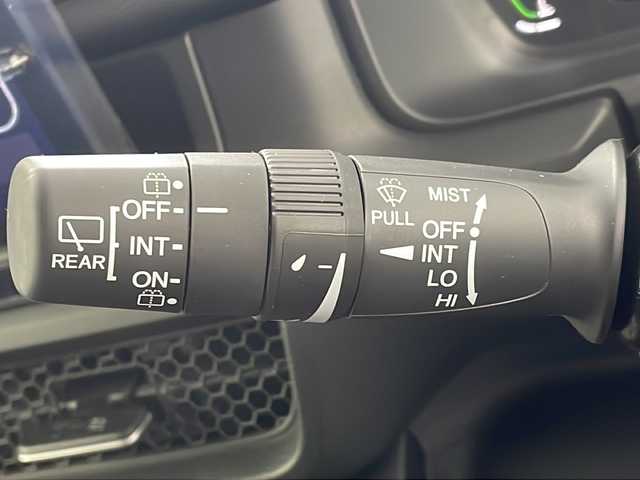 OFF
INT
ON
REAR
PULL
MIST
OFF
INT
LO
HI